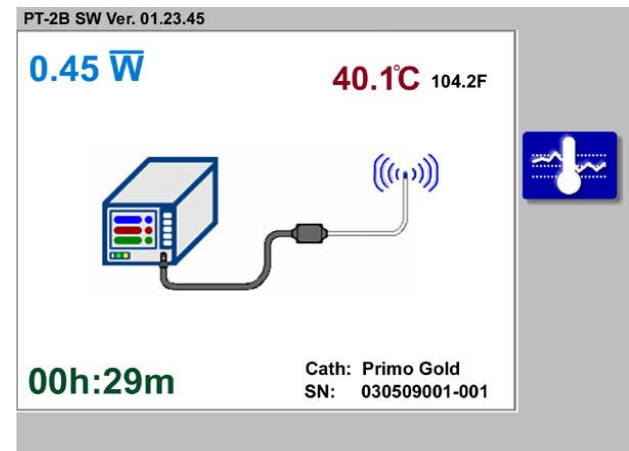 PT-2B SW Ver. 01.23.45
0.45 W̅
40.1°C 104.2F
00h:29m
Cath: Primo Gold
SN: 030509001-001